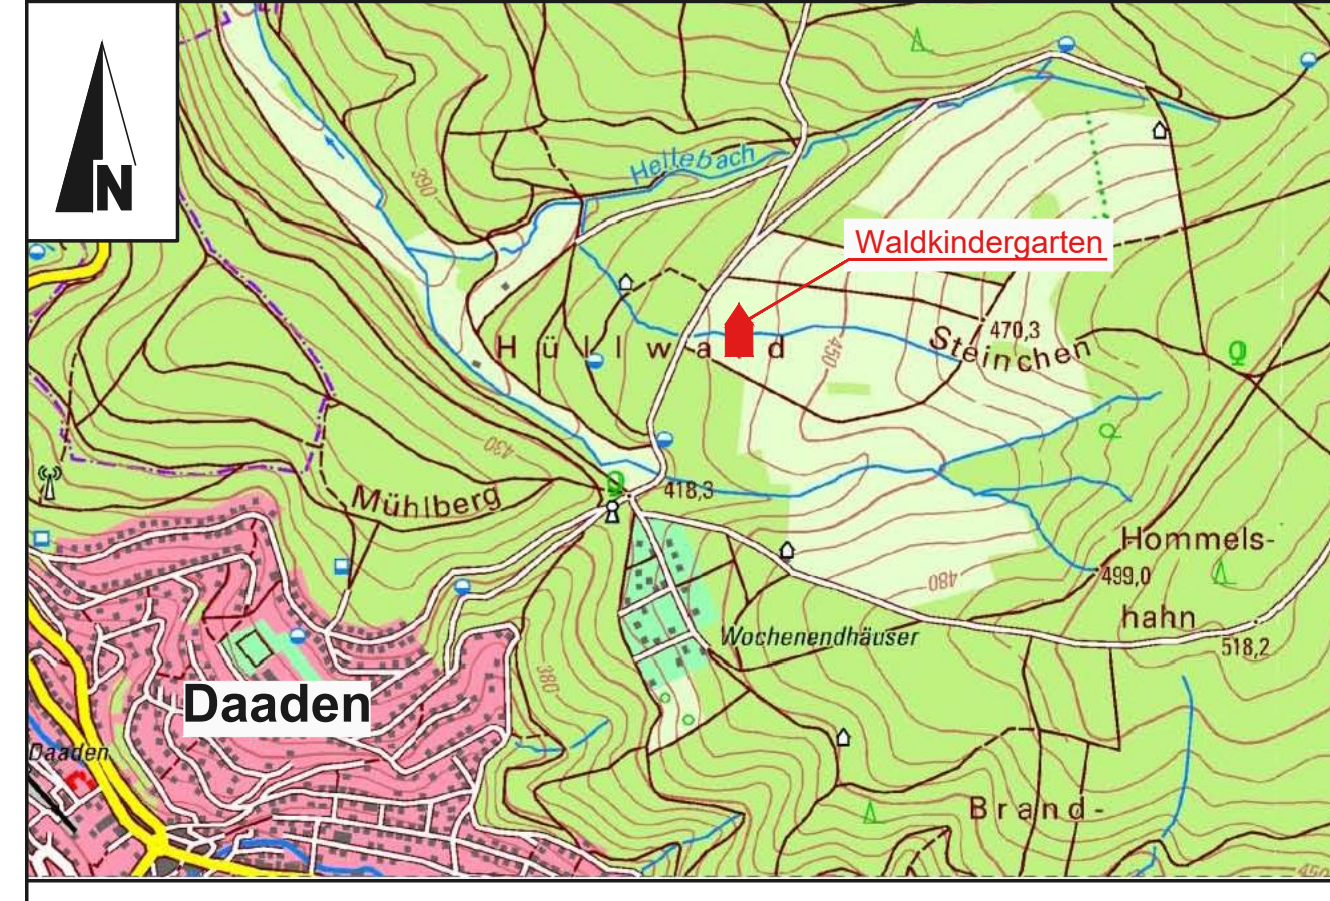 N
Hellebach
390
Waldkindergarten
470,3
Hüllwald
Steinchen
450
430
Mühlberg
418,3
Hommels-
hahn
499,0
480
518,2
Wochenendhäuser
380
Daaden
Daaden
Brand-
450